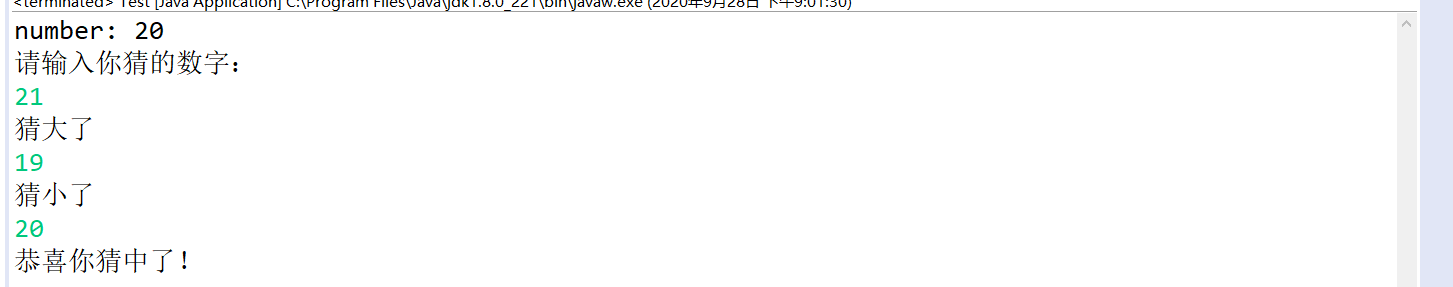 <terminated> Test [Java Application] C:\Program Files\Java\jdk1.8.0_221\bin\javaw.exe (2020年9月28日 下午9:01:30)
number: 20
请输入你猜的数字：
21
猜大了
19
猜小了
20
恭喜你猜中了！